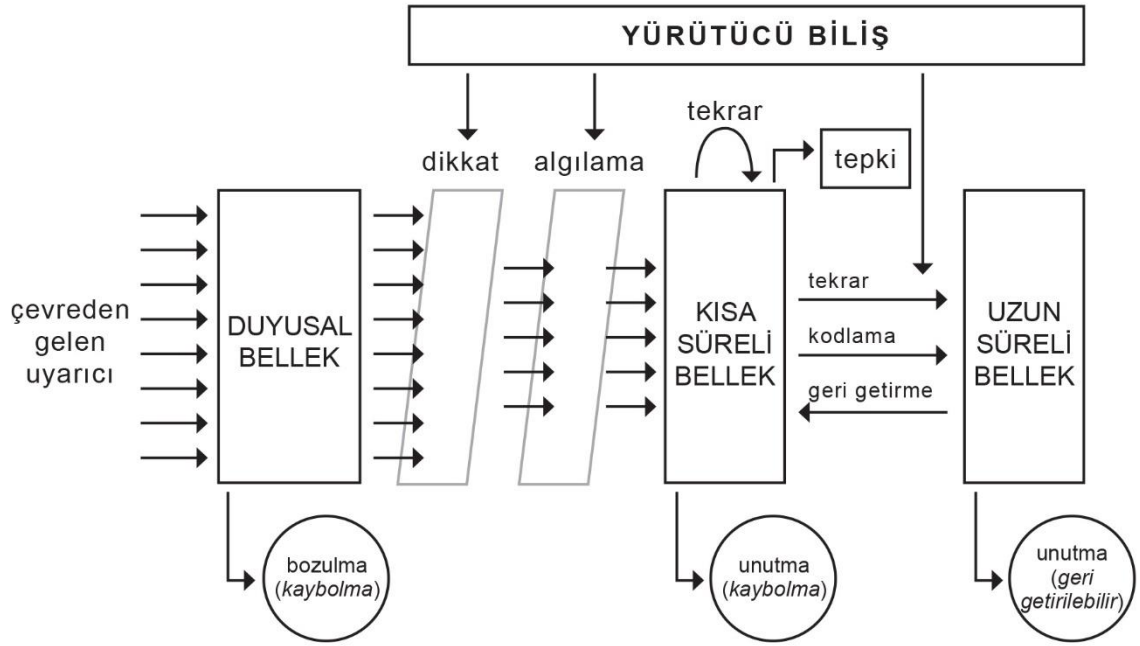 YÜRÜTÜCÜ BİLİŞ
tekrar
dikkat
algılama
tepki
çevreden
gelen
uyarıcı
DUYUSAL
BELLEK
KISA
SÜRELİ
BELLEK
tekrar
kodlama
geri getirme
UZUN
SÜRELİ
BELLEK
bozulma
(kaybolma)
unutma
(kaybolma)
unutma
(geri
getirilebilir)